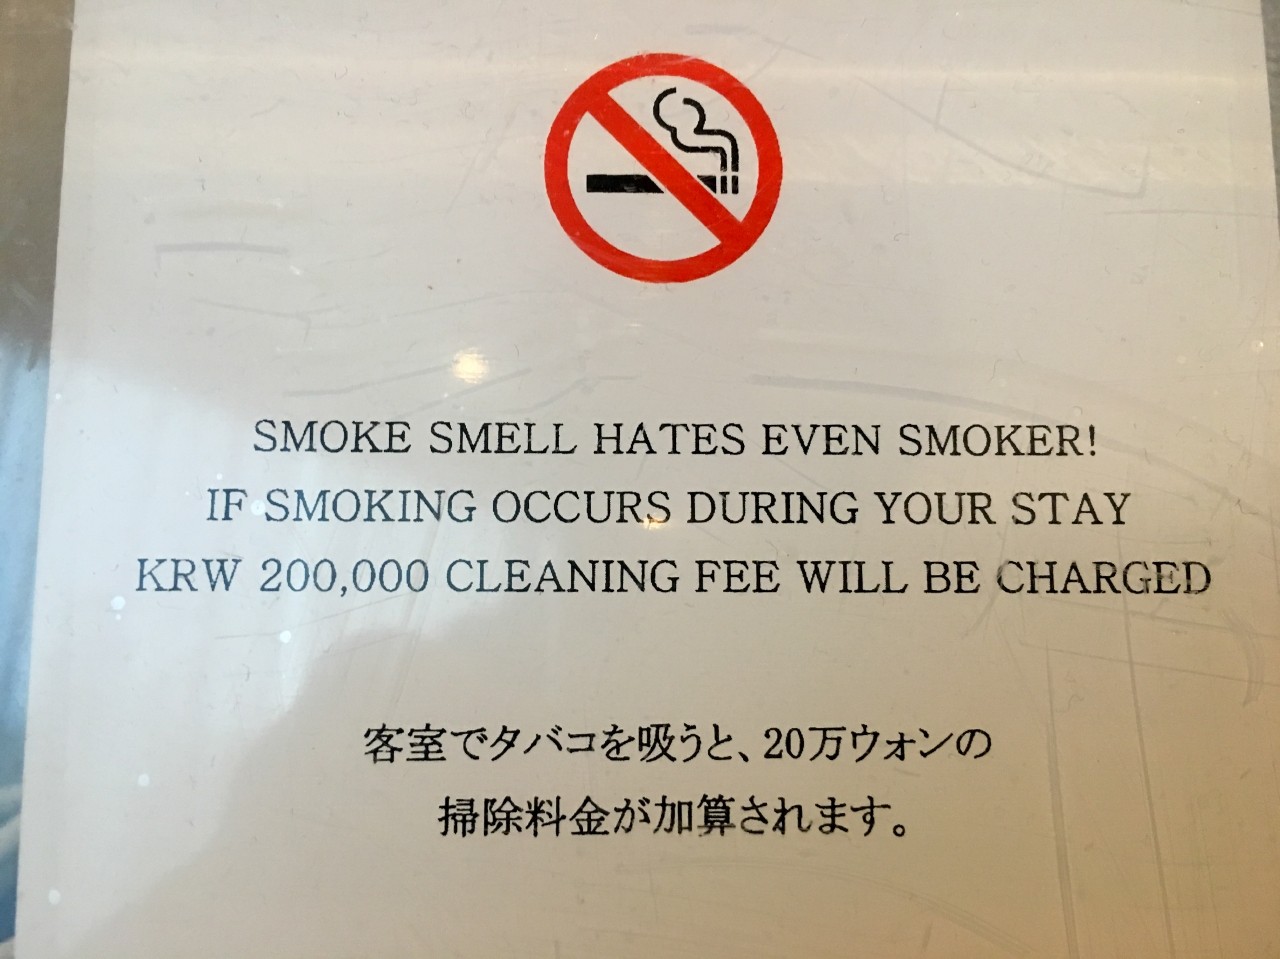 SMOKE SMELL HATES EVEN SMOKER!
IF SMOKING OCCURS DURING YOUR STAY
KRW 200,000 CLEANING FEE WILL BE CHARGED
客室でタバコを吸うと、20万ウォンの
掃除料金が加算されます。